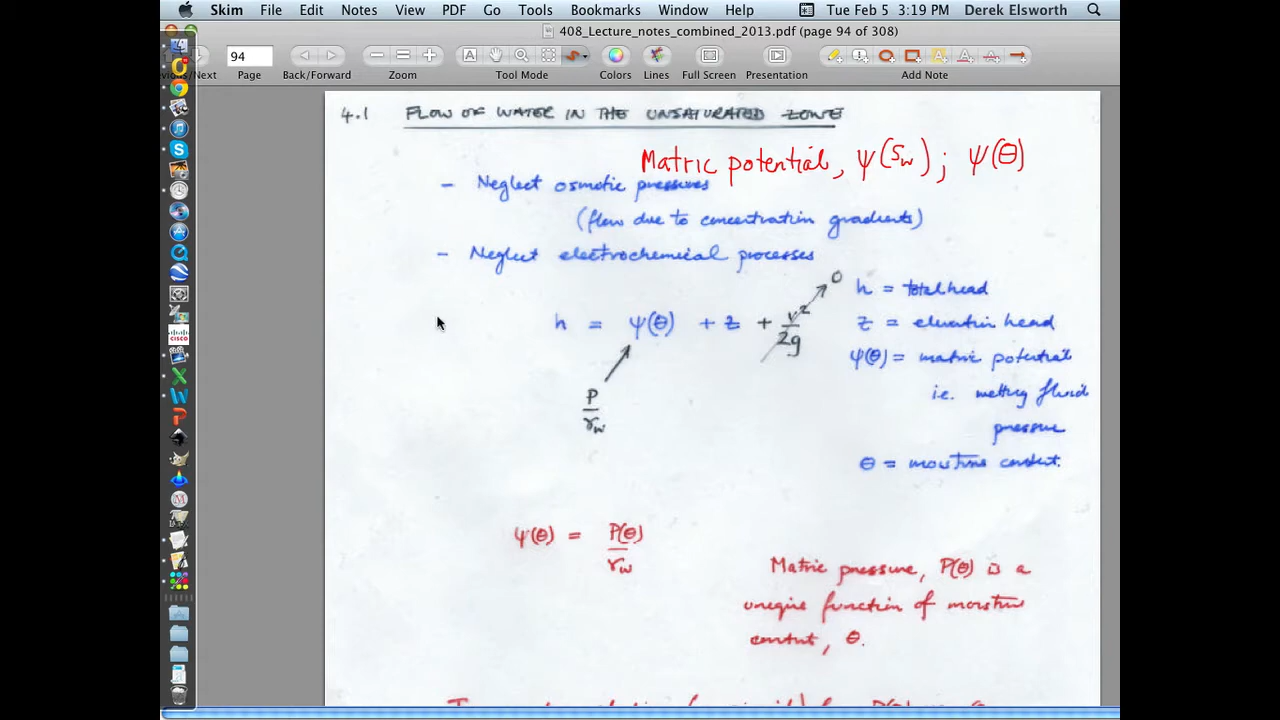 Skim File Edit Notes View PDF Go Tools Bookmarks Window Help Tue Feb 5 3:19 PM Derek Elsworth
408_Lecture_notes_combined_2013.pdf (page 94 of 308)
94
ious/Next Page Back/Forward Zoom Tool Mode Colors Lines Full Screen Presentation Add Note
4.1 FLOW OF WATER IN THE UNSATURATED ZONE
Matric potential, ψ(Sw); ψ(θ)
- Neglect osmotic pressures
(flow due to concentration gradients)
- Neglect electrochemical processes
h = ψ(θ) + z + v²/2g 0
P/γw
h = total head
z = elevation head
ψ(θ) = matric potential
i.e. wetting fluid
pressure
θ = moisture content.
ψ(θ) = P(θ)/γw
Matric pressure, P(θ) is a
unique function of moisture
content, θ.